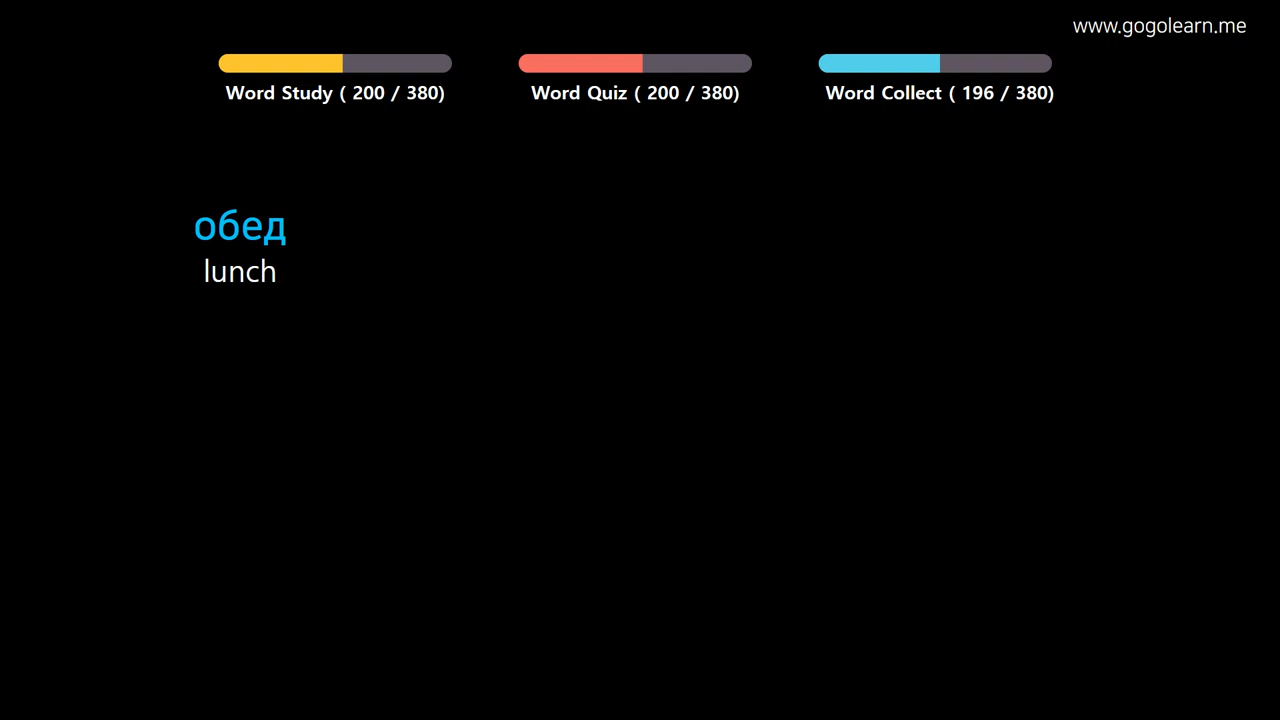 www.gogolearn.me
Word Study ( 200 / 380)
Word Quiz ( 200 / 380)
Word Collect ( 196 / 380)
обед
lunch